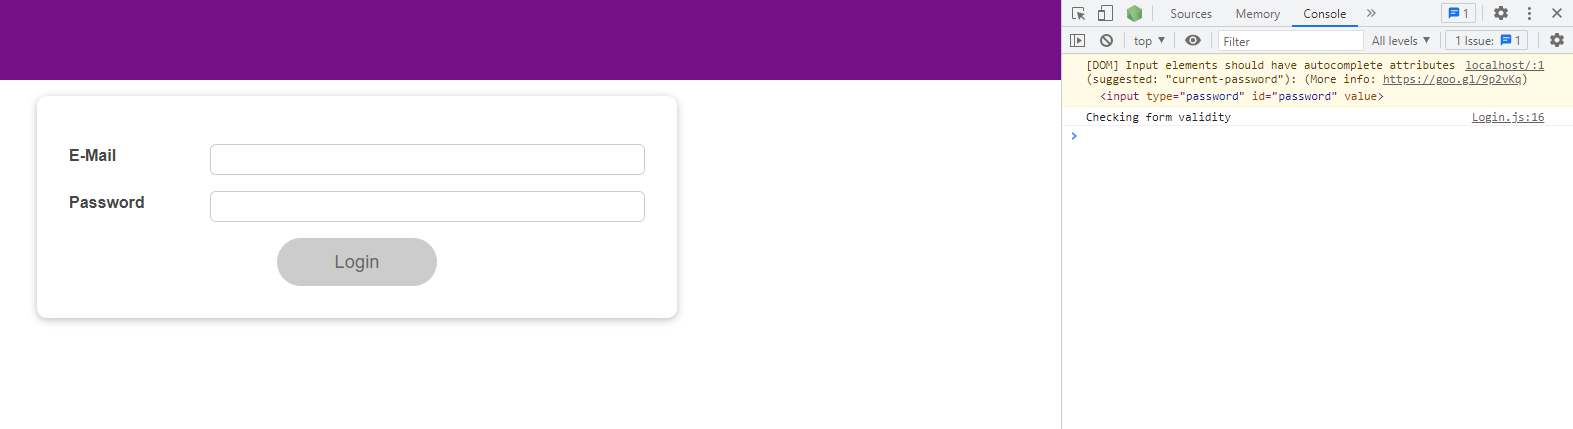 E-Mail
Password
Login
Sources Memory Console » 1
top ▼ Filter All levels ▼ 1 Issue: 1
[DOM] Input elements should have autocomplete attributes localhost/:1
(suggested: "current-password"): (More info: https://goo.gl/9p2vKq)
<input type="password" id="password" value>
Checking form validity Login.js:16
>